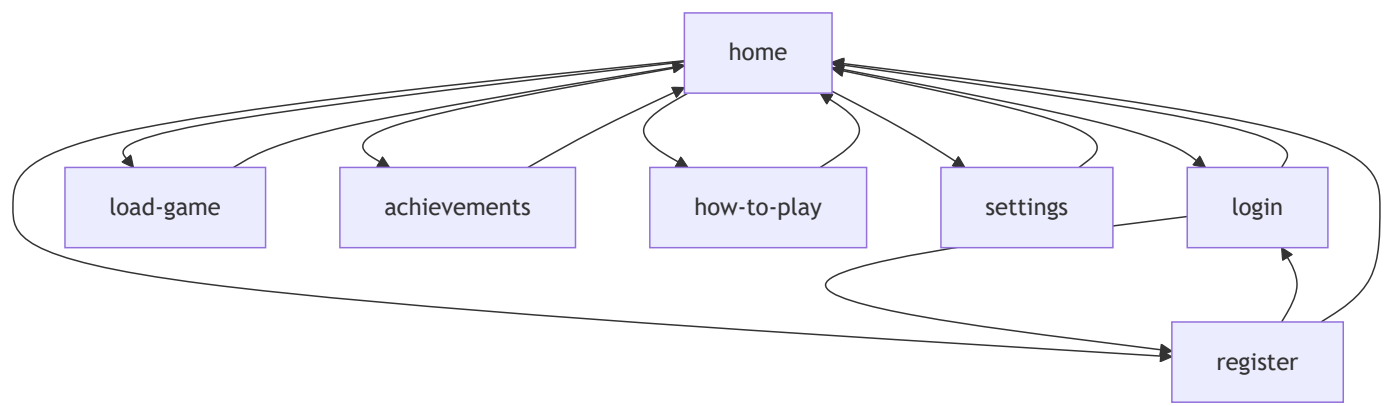 home
load-game
achievements
how-to-play
settings
login
register